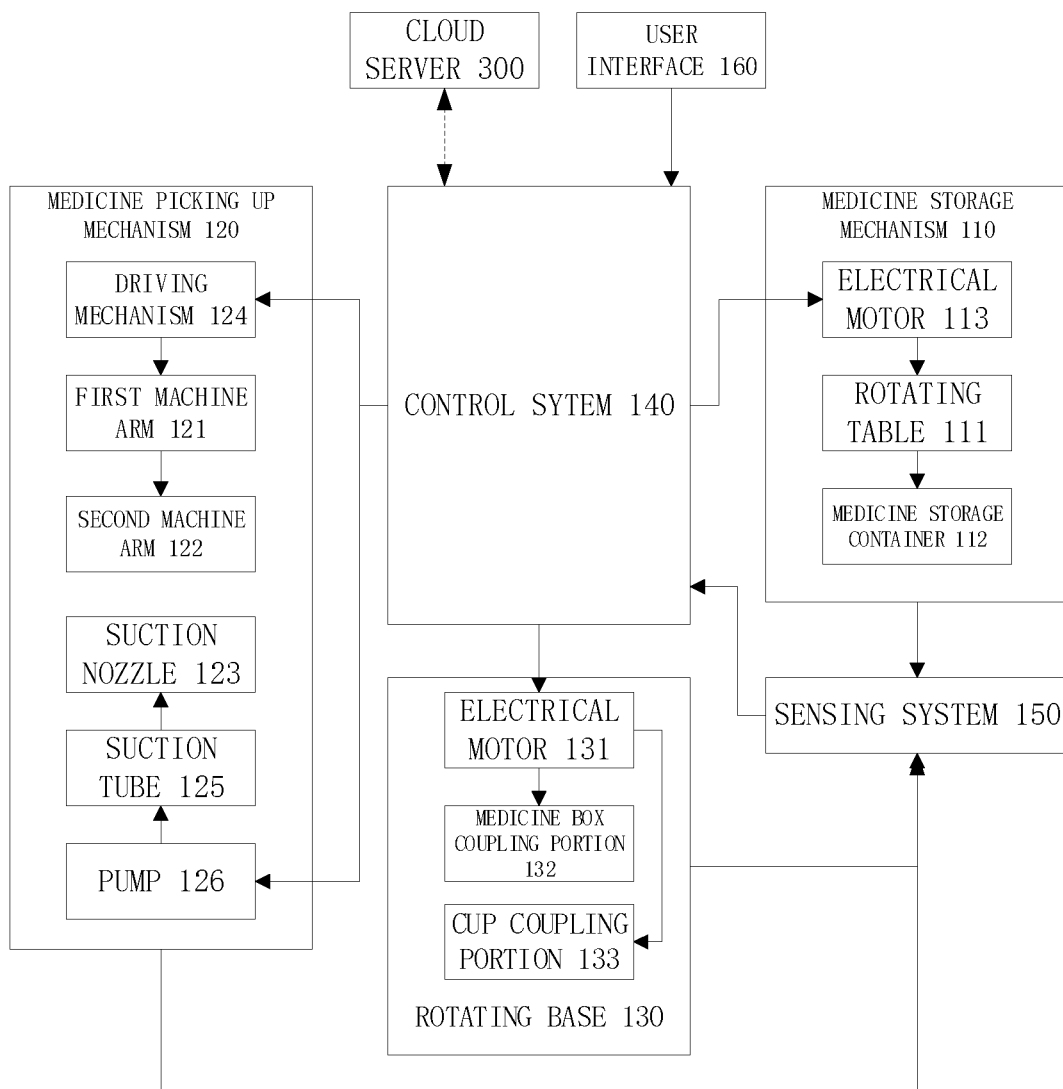 CLOUD
SERVER 300
USER
INTERFACE 160
MEDICINE PICKING UP
MECHANISM 120
DRIVING
MECHANISM 124
FIRST MACHINE
ARM 121
SECOND MACHINE
ARM 122
SUCTION
NOZZLE 123
SUCTION
TUBE 125
PUMP 126
CONTROL SYTEM 140
MEDICINE STORAGE
MECHANISM 110
ELECTRICAL
MOTOR 113
ROTATING
TABLE 111
MEDICINE STORAGE
CONTAINER 112
SENSING SYSTEM 150
ELECTRICAL
MOTOR 131
MEDICINE BOX
COUPLING PORTION
132
CUP COUPLING
PORTION 133
ROTATING BASE 130